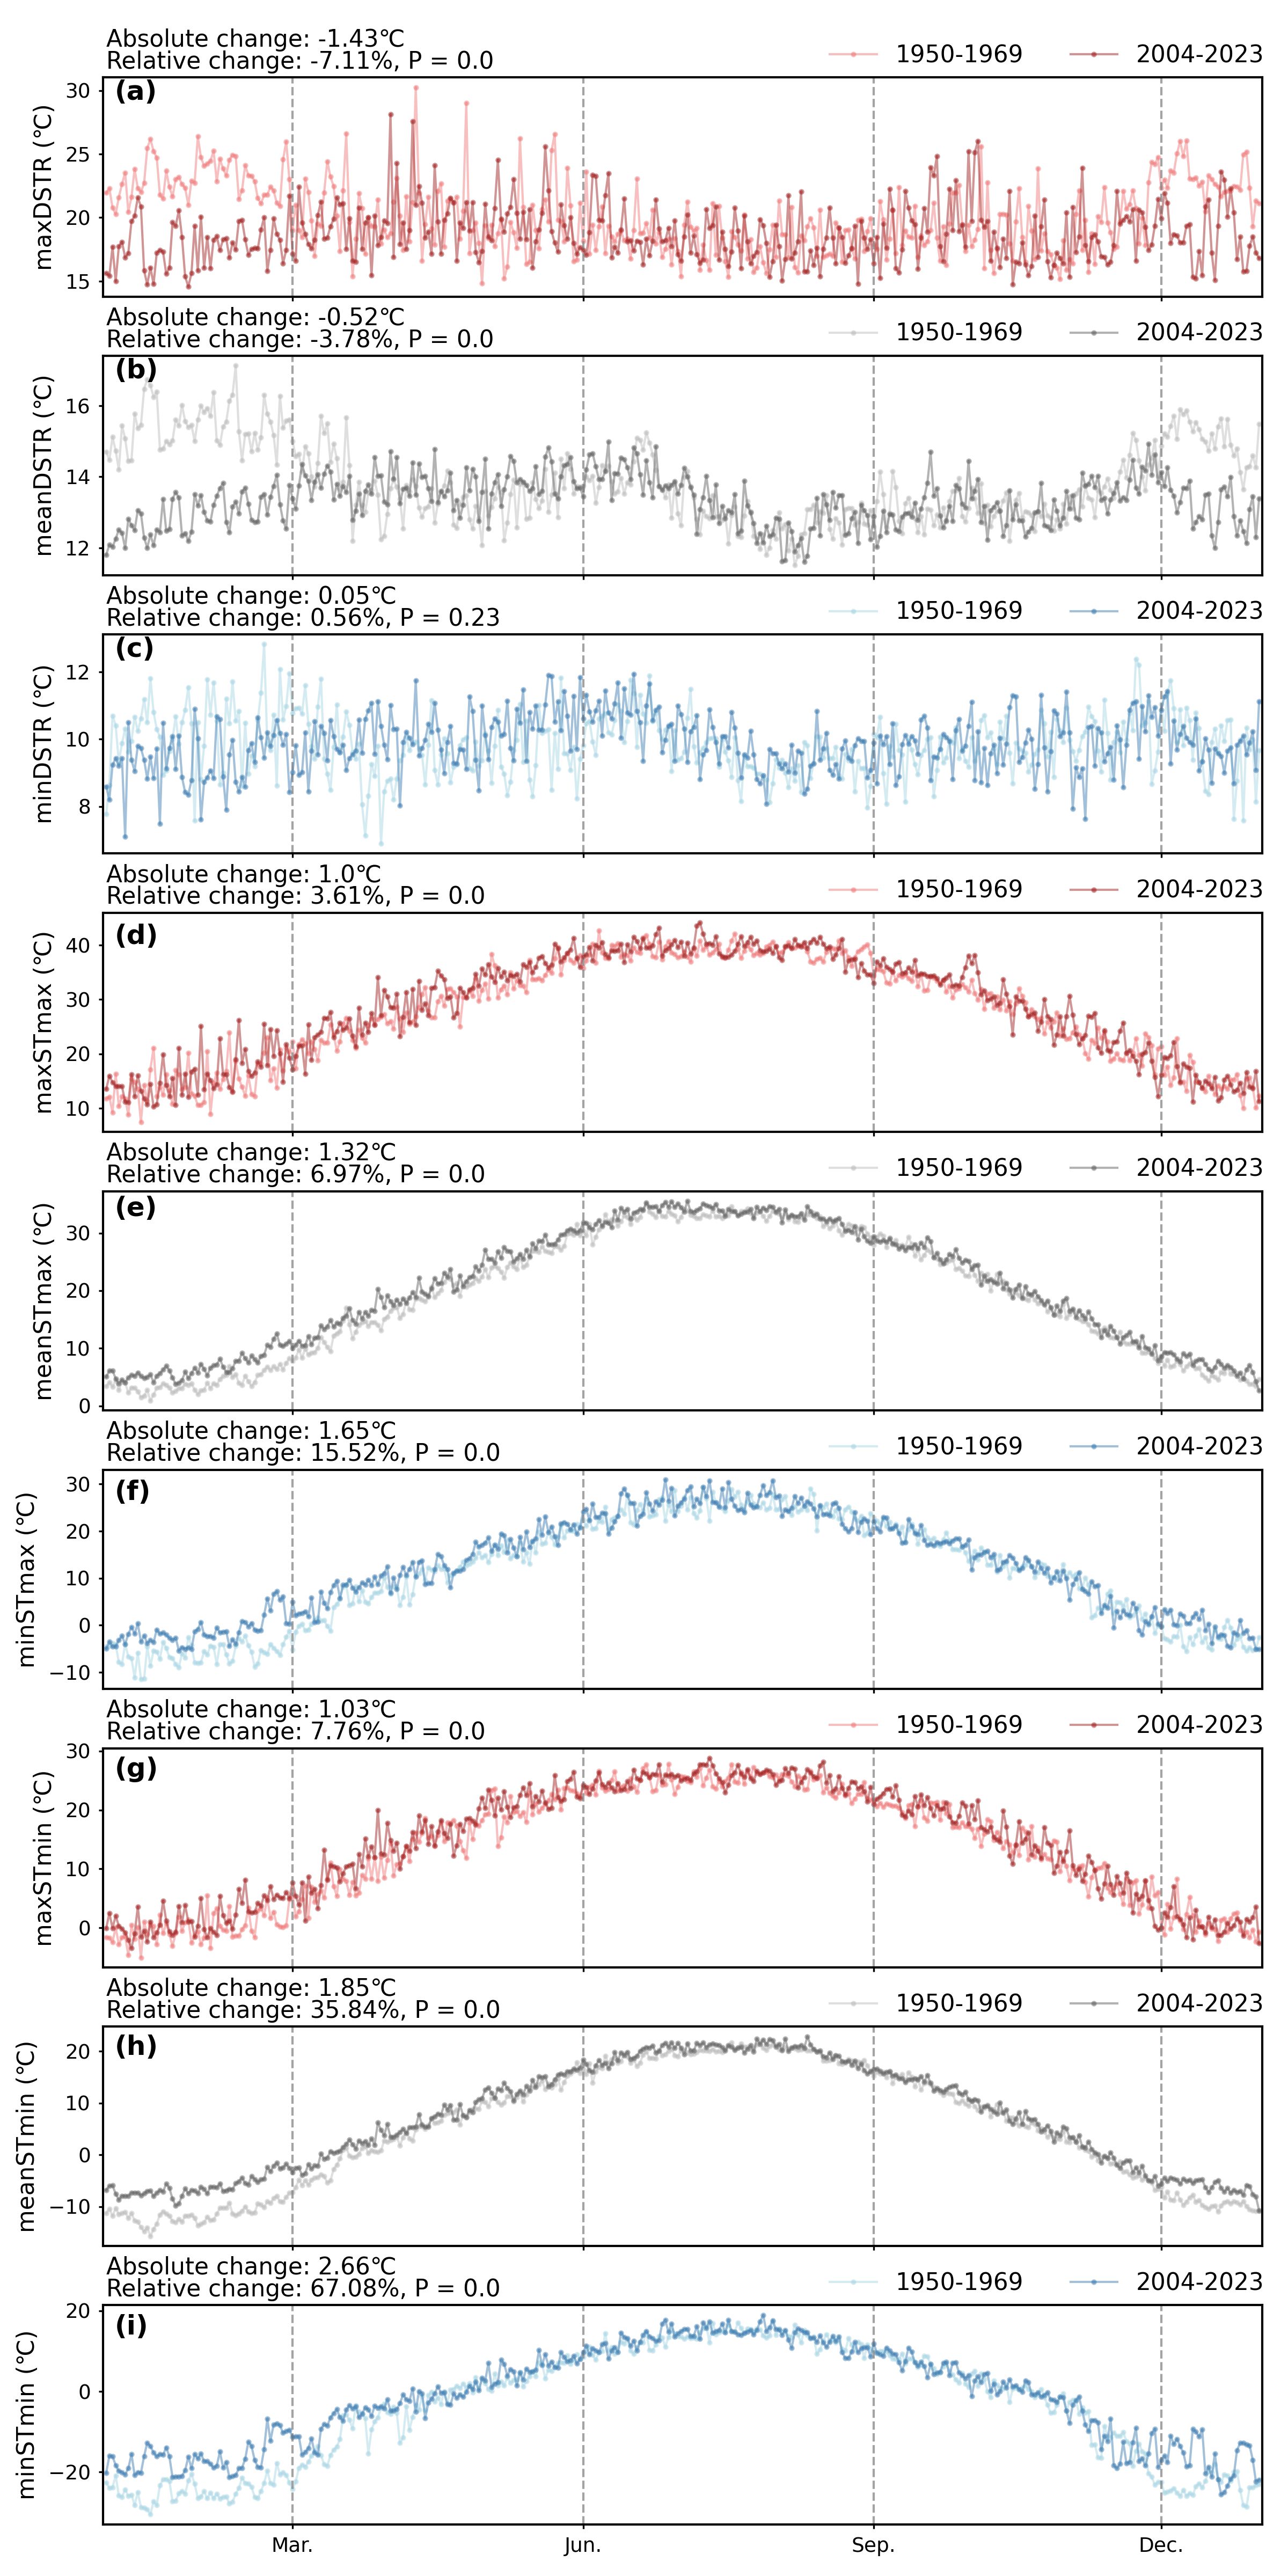 Absolute change: -1.43°C
Relative change: -7.11%, P = 0.0
1950-1969 2004-2023
(a)
maxDSTR (°C)
30
25
20
15
Absolute change: -0.52°C
Relative change: -3.78%, P = 0.0
1950-1969 2004-2023
(b)
meanDSTR (°C)
16
14
12
Absolute change: 0.05°C
Relative change: 0.56%, P = 0.23
1950-1969 2004-2023
(c)
minDSTR (°C)
12
10
8
Absolute change: 1.0°C
Relative change: 3.61%, P = 0.0
1950-1969 2004-2023
(d)
maxSTmax (°C)
40
30
20
10
Absolute change: 1.32°C
Relative change: 6.97%, P = 0.0
1950-1969 2004-2023
(e)
meanSTmax (°C)
30
20
10
0
Absolute change: 1.65°C
Relative change: 15.52%, P = 0.0
1950-1969 2004-2023
(f)
minSTmax (°C)
30
20
10
0
−10
Absolute change: 1.03°C
Relative change: 7.76%, P = 0.0
1950-1969 2004-2023
(g)
maxSTmin (°C)
30
20
10
0
Absolute change: 1.85°C
Relative change: 35.84%, P = 0.0
1950-1969 2004-2023
(h)
meanSTmin (°C)
20
10
0
−10
Absolute change: 2.66°C
Relative change: 67.08%, P = 0.0
1950-1969 2004-2023
(i)
minSTmin (°C)
20
0
−20
Mar. Jun. Sep. Dec.